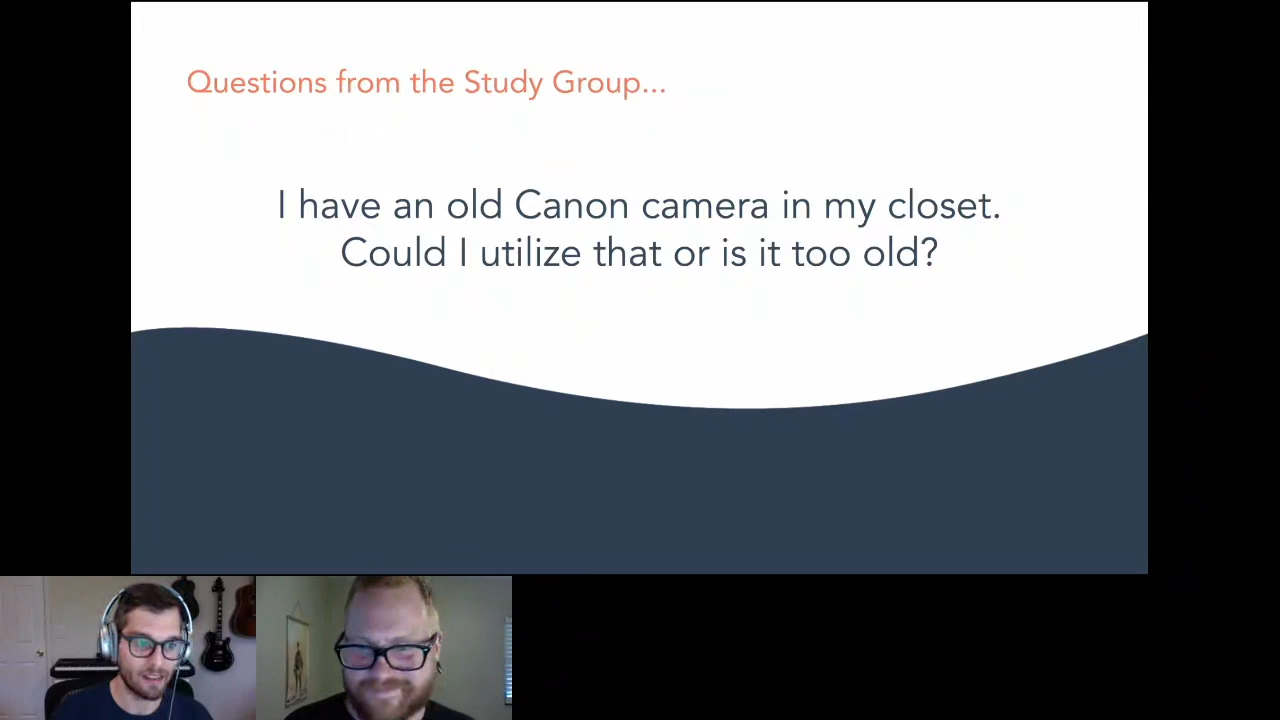 Questions from the Study Group...
I have an old Canon camera in my closet.
Could I utilize that or is it too old?